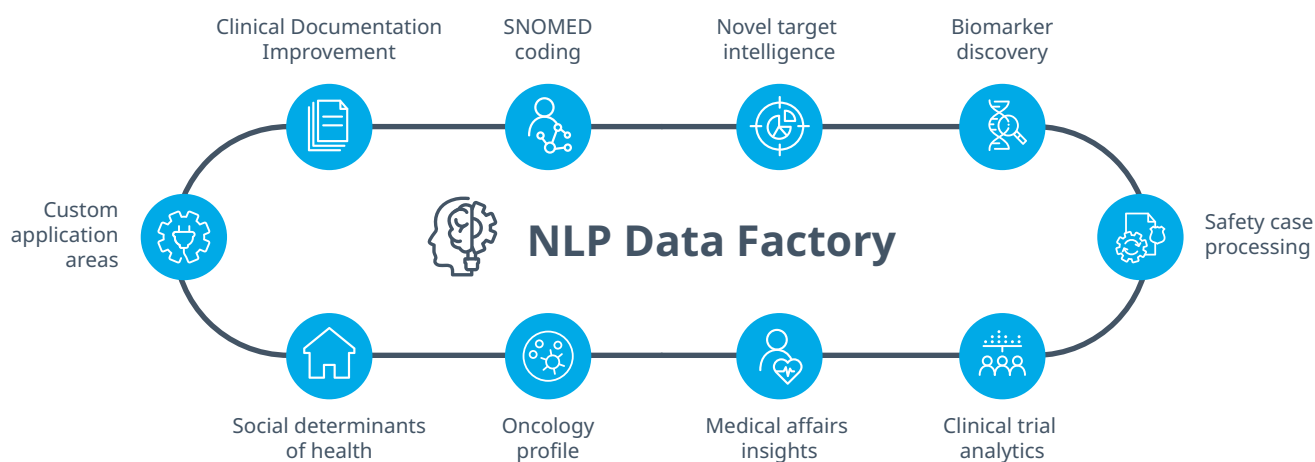 Clinical Documentation
Improvement
SNOMED
coding
Novel target
intelligence
Biomarker
discovery
Custom
application
areas
NLP Data Factory
Safety case
processing
Social determinants
of health
Oncology
profile
Medical affairs
insights
Clinical trial
analytics